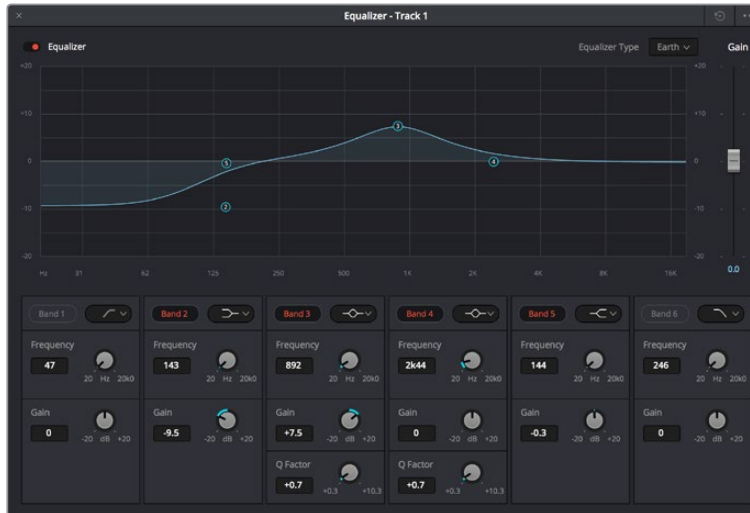 Equalizer - Track 1
Equalizer
Equalizer Type
Earth
Gain
+20 +20
+10 +10
0 0
-10 -10
-20 -20
5 2 3 4
0.0
Hz 31 62 125 250 500 1K 2K 4K 8K 16K
Band 1 Band 2 Band 3 Band 4 Band 5 Band 6
Frequency Frequency Frequency Frequency Frequency Frequency
47 143 892 2k44 144 246
20 Hz 20k0 20 Hz 20k0 20 Hz 20k0 20 Hz 20k0 20 Hz 20k0 20 Hz 20k0
Gain Gain Gain Gain Gain Gain
0 -9.5 +7.5 0 -0.3 0
-20 dB +20 -20 dB +20 -20 dB +20 -20 dB +20 -20 dB +20 -20 dB +20
Q Factor Q Factor
+0.7 +0.7
+0.3 +10.3 +0.3 +10.3